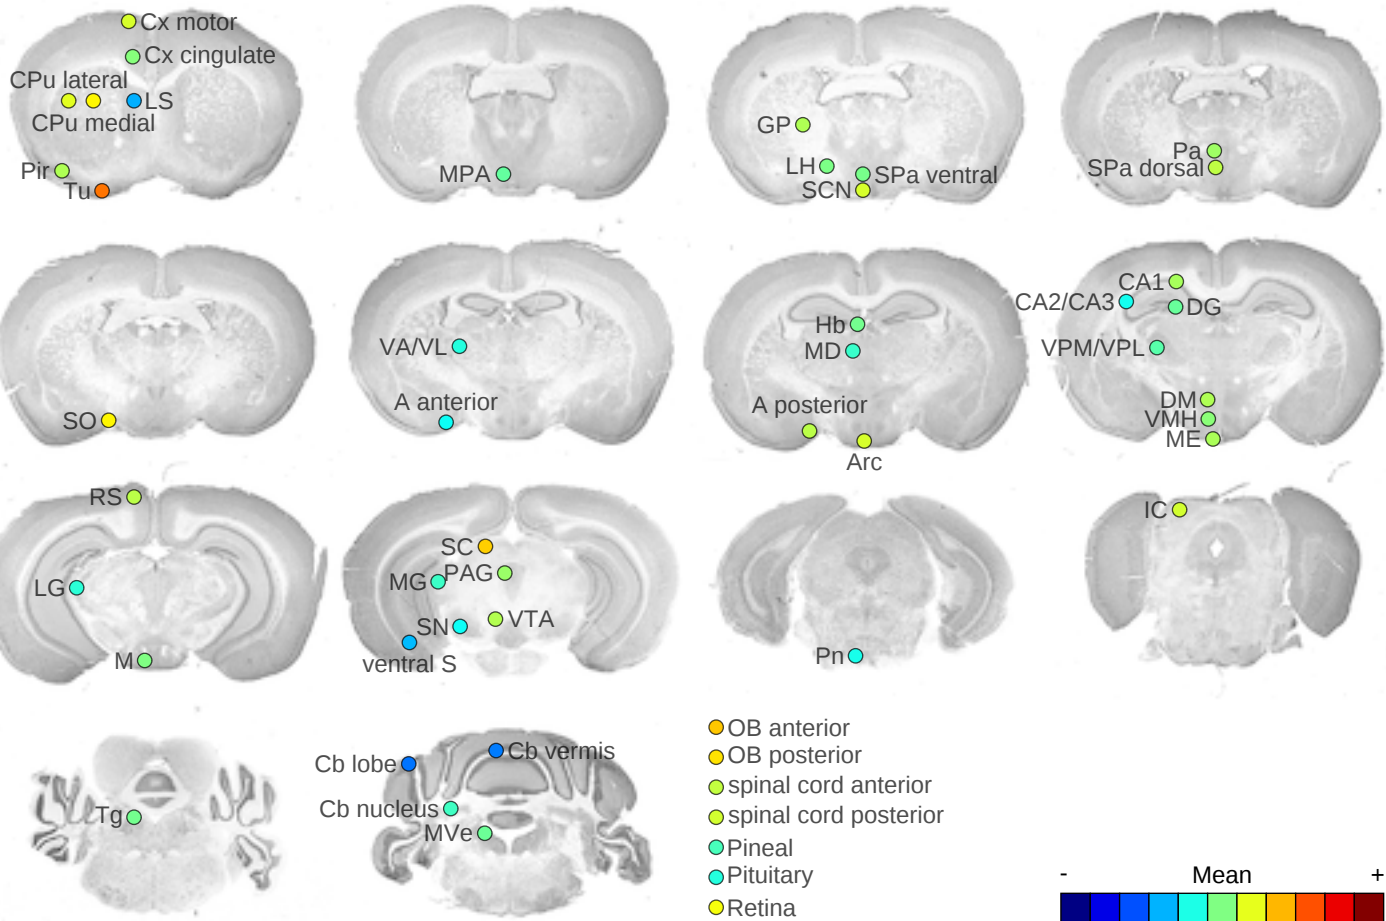 Cx motor
Cx cingulate
CPu lateral
LS
CPu medial
Pir
Tu
MPA
GP
LH
SPa ventral
SCN
Pa
SPa dorsal
SO
VA/VL
A anterior
Hb
MD
A posterior
Arc
CA1
CA2/CA3
DG
VPM/VPL
DM
VMH
ME
RS
LG
M
SC
MG
PAG
SN
VTA
ventral S
Pn
IC
Tg
Cb lobe
Cb vermis
Cb nucleus
MVe
OB anterior
OB posterior
spinal cord anterior
spinal cord posterior
Pineal
Pituitary
Retina
- Mean +